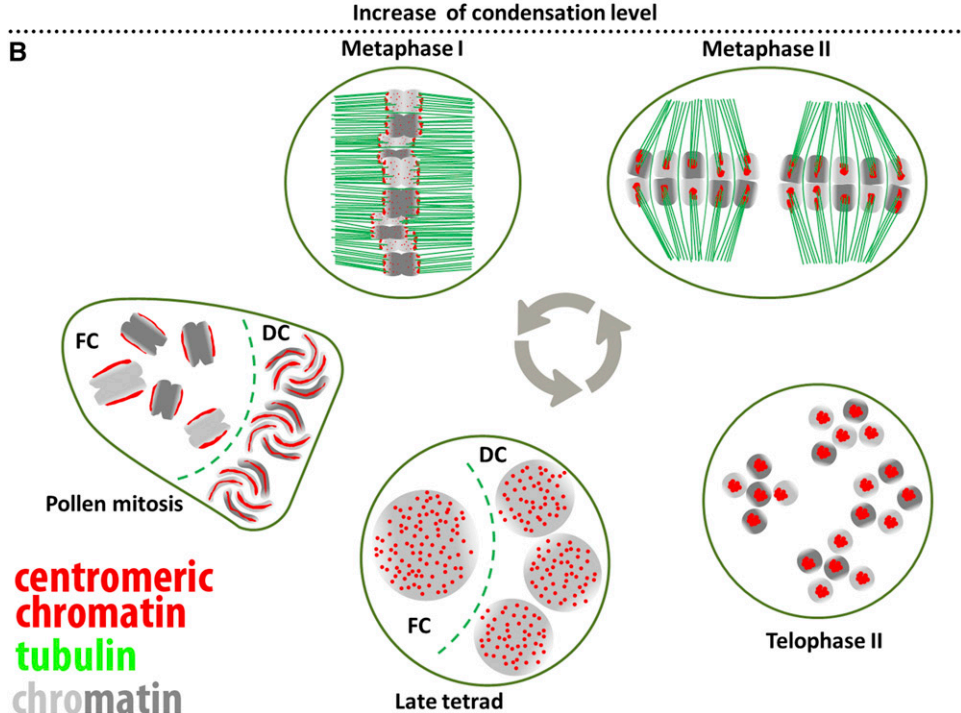 Increase of condensation level
B
Metaphase I
Metaphase II
FC
DC
Pollen mitosis
DC
FC
Late tetrad
Telophase II
centromeric
chromatin
tubulin
chromatin